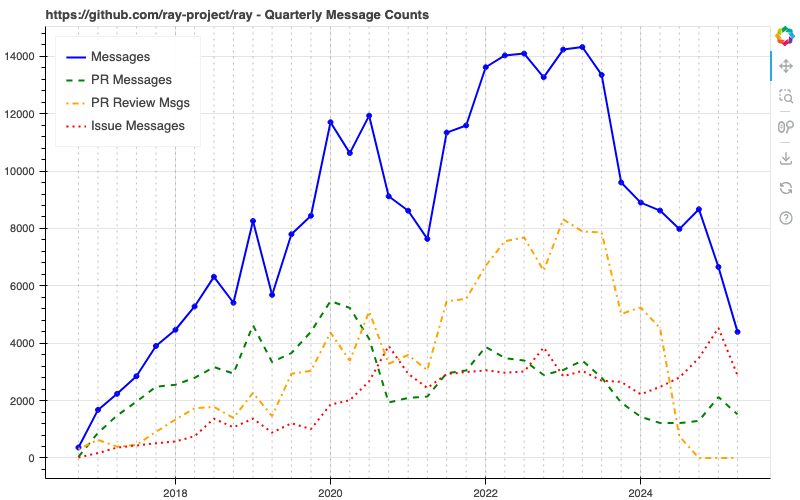 https://github.com/ray-project/ray - Quarterly Message Counts
Messages
PR Messages
PR Review Msgs
Issue Messages
14000
12000
10000
8000
6000
4000
2000
0
2018
2020
2022
2024